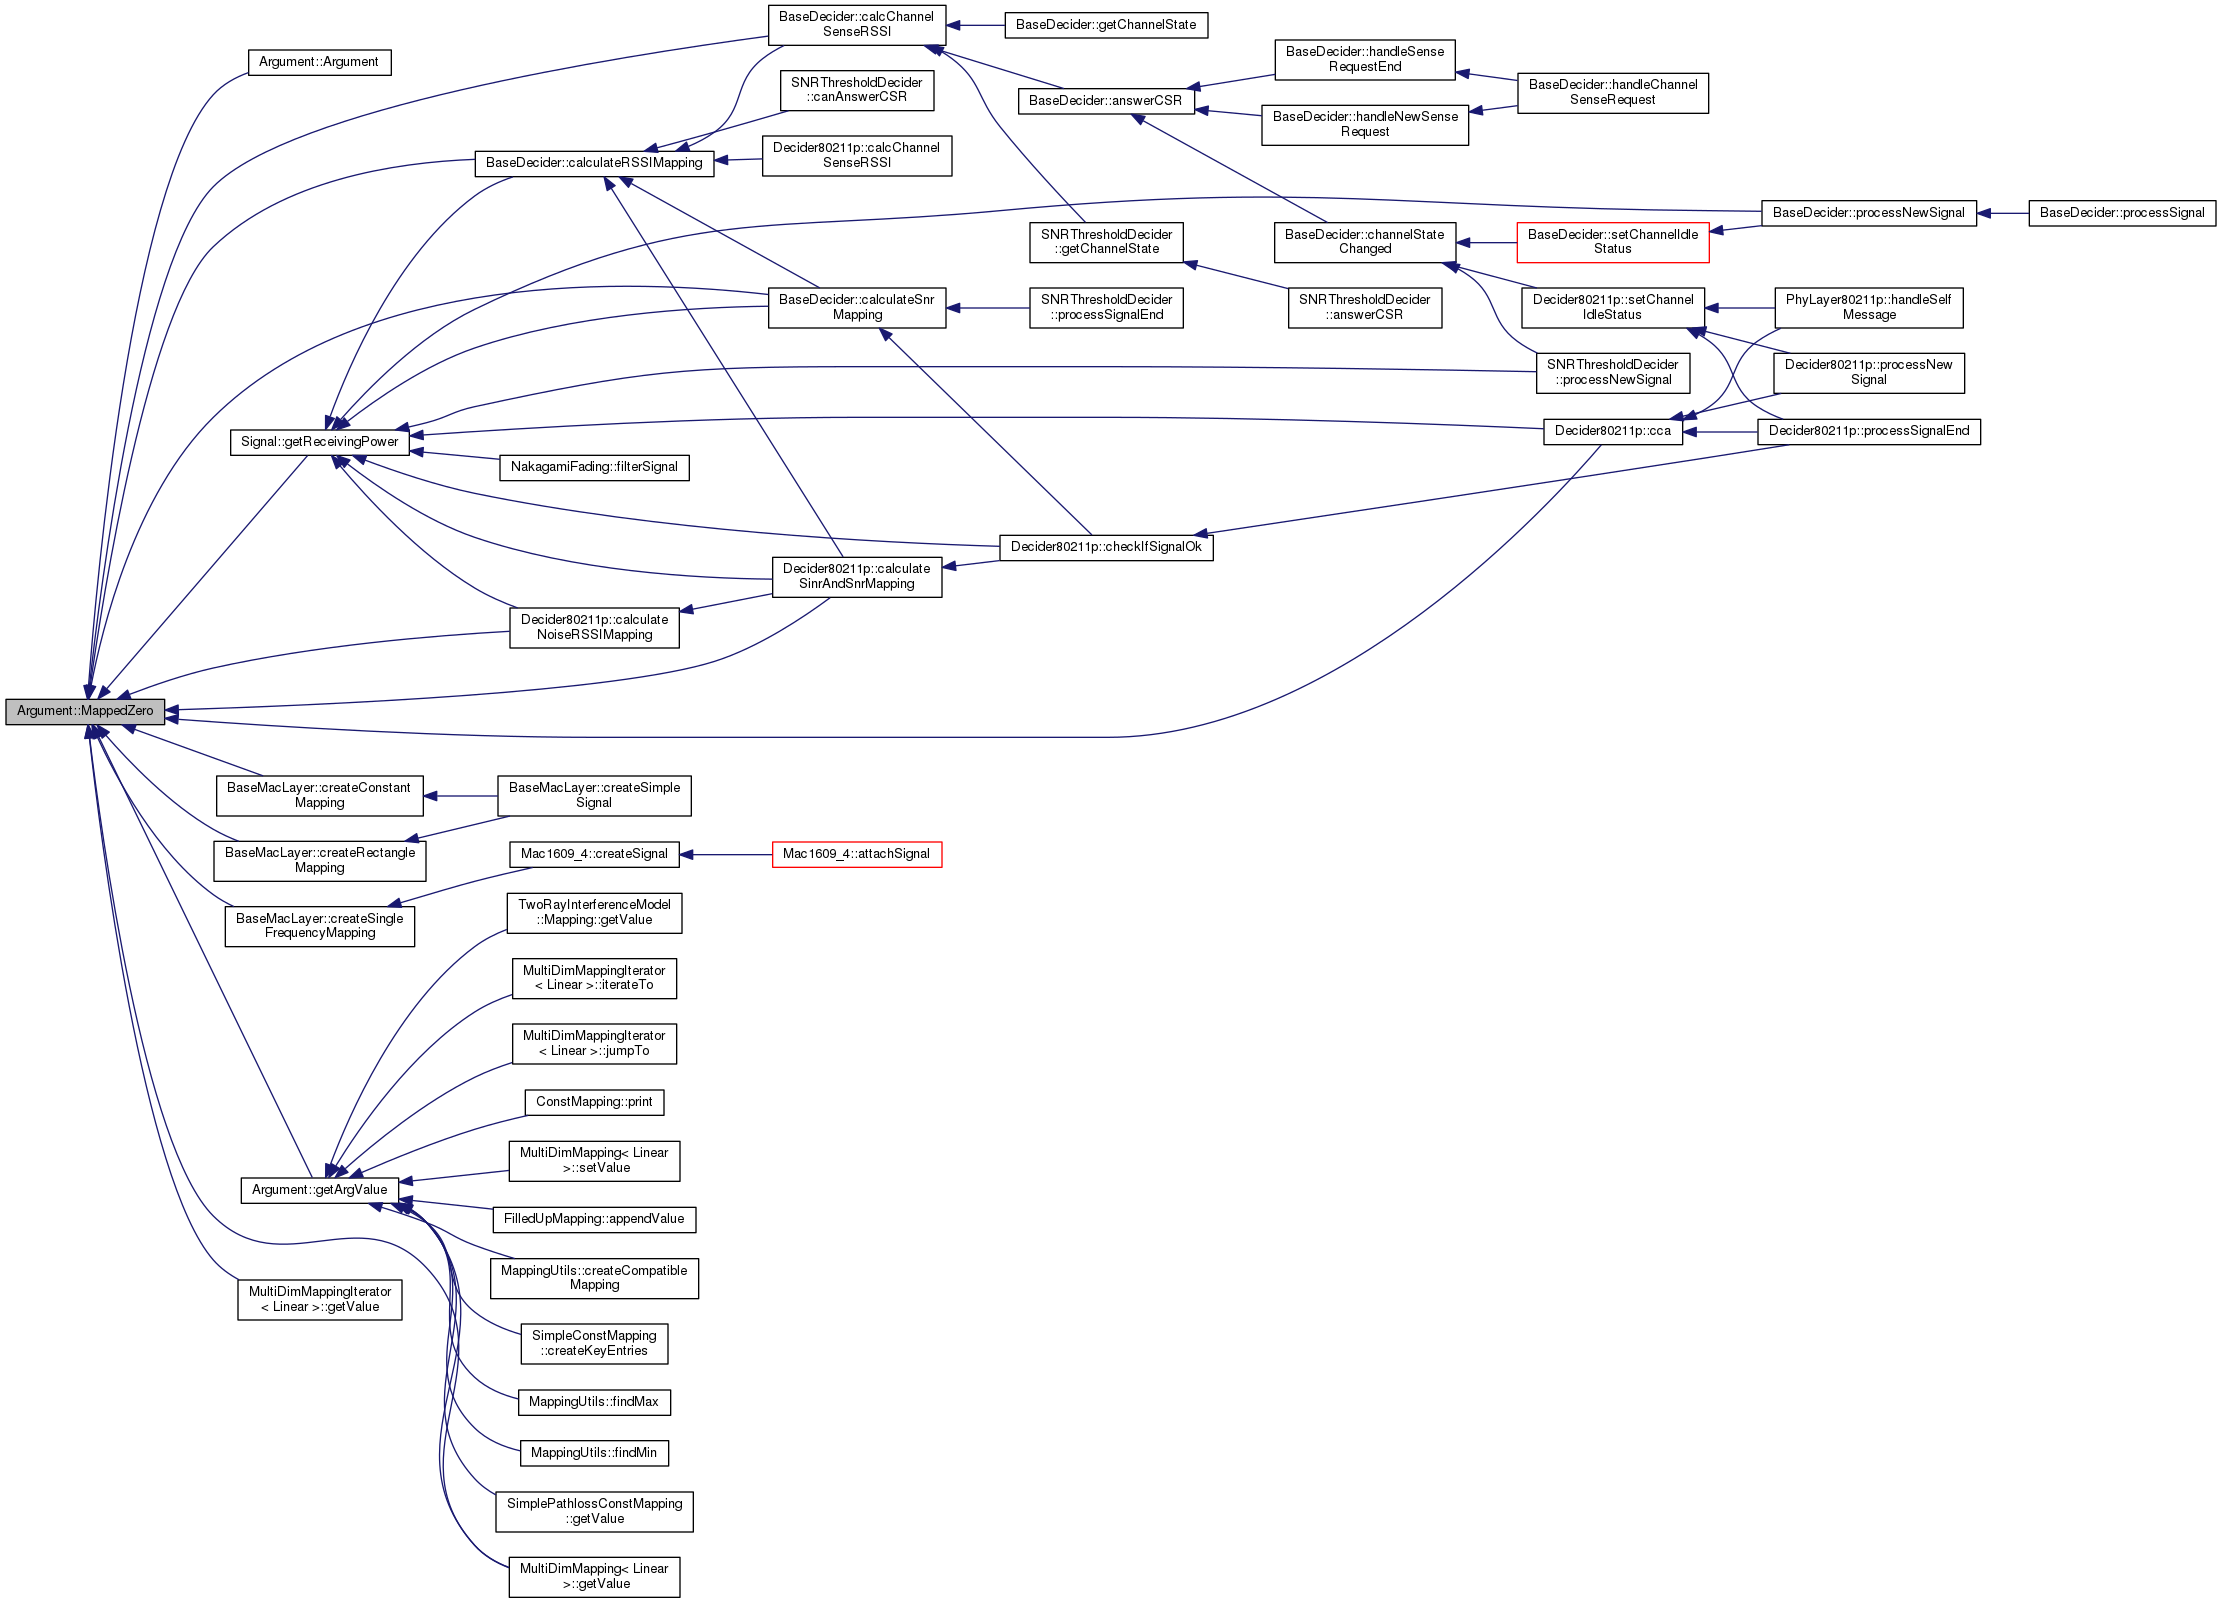 BaseDecider::calcChannel
SenseRSSI
BaseDecider::getChannelState
Argument::Argument
BaseDecider::handleSense
RequestEnd
SNRThresholdDecider
::canAnswerCSR
BaseDecider::handleChannel
SenseRequest
BaseDecider::answerCSR
BaseDecider::handleNewSense
Request
Decider80211p::calcChannel
SenseRSSI
BaseDecider::calculateRSSIMapping
BaseDecider::processNewSignal
BaseDecider::processSignal
SNRThresholdDecider
::getChannelState
BaseDecider::channelState
Changed
BaseDecider::setChannelIdle
Status
BaseDecider::calculateSnr
Mapping
SNRThresholdDecider
::processSignalEnd
SNRThresholdDecider
::answerCSR
Decider80211p::setChannel
IdleStatus
PhyLayer80211p::handleSelf
Message
SNRThresholdDecider
::processNewSignal
Decider80211p::processNew
Signal
Signal::getReceivingPower
Decider80211p::cca
Decider80211p::processSignalEnd
NakagamiFading::filterSignal
Decider80211p::checkIfSignalOk
Decider80211p::calculate
SinrAndSnrMapping
Decider80211p::calculate
NoiseRSSIMapping
Argument::MappedZero
BaseMacLayer::createConstant
Mapping
BaseMacLayer::createSimple
Signal
BaseMacLayer::createRectangle
Mapping
Mac1609_4::createSignal
Mac1609_4::attachSignal
BaseMacLayer::createSingle
FrequencyMapping
TwoRayInterferenceModel
::Mapping::getValue
MultiDimMappingIterator
< Linear >::iterateTo
MultiDimMappingIterator
< Linear >::jumpTo
ConstMapping::print
MultiDimMapping< Linear
>::setValue
Argument::getArgValue
FilledUpMapping::appendValue
MappingUtils::createCompatible
Mapping
MultiDimMappingIterator
< Linear >::getValue
SimpleConstMapping
::createKeyEntries
MappingUtils::findMax
MappingUtils::findMin
SimplePathlossConstMapping
::getValue
MultiDimMapping< Linear
>::getValue